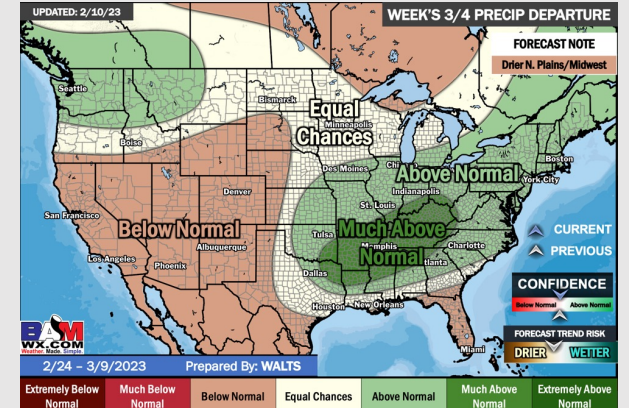 UPDATED: 2/10/23
WEEK'S 3/4 PRECIP DEPARTURE
FORECAST NOTE
Drier N. Plains/Midwest
Seattle
Bismarck
Equal
Minneapolis
Chances
Boise
Boston
Des Moines
Chi
Above Normal
York City
Indianapolis
Denver
St. Louis
San Francisco
Below Normal
Much Above
Tulsa
CURRENT
Albuquerque
Memphis
Charlotte
PREVIOUS
Los Angeles
Normal
tlanta
Phoenix
Dallas
CONFIDENCE
Below Normal
Above Normal
Houston
New Orleans
FORECAST TREND RISK
BAM
WX.COM
Weather. Made. Simple.
Miami
DRIER
WETTER
2/24 – 3/9/2023
Prepared By: WALTS
Extremely Below Normal
Much Below Normal
Below Normal
Equal Chances
Above Normal
Much Above Normal
Extremely Above Normal